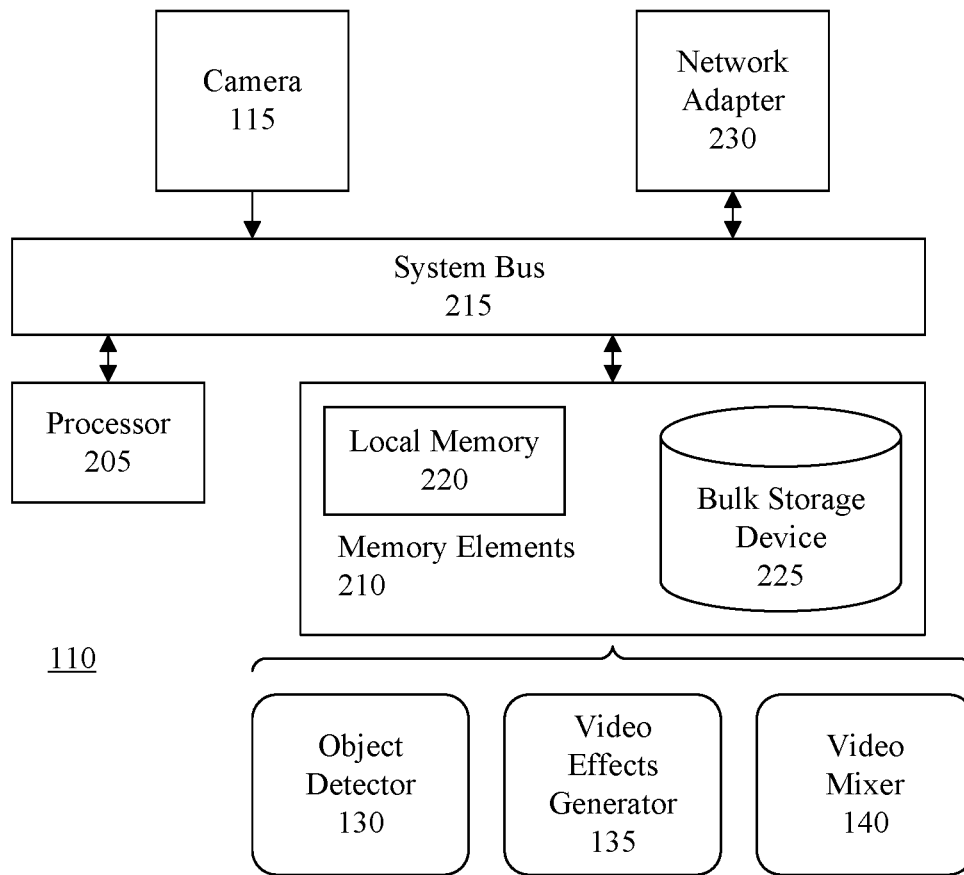 Camera
115
Network
Adapter
230
System Bus
215
Processor
205
Local Memory
220
Memory Elements
210
Bulk Storage
Device
225
110
Object
Detector
130
Video
Effects
Generator
135
Video
Mixer
140